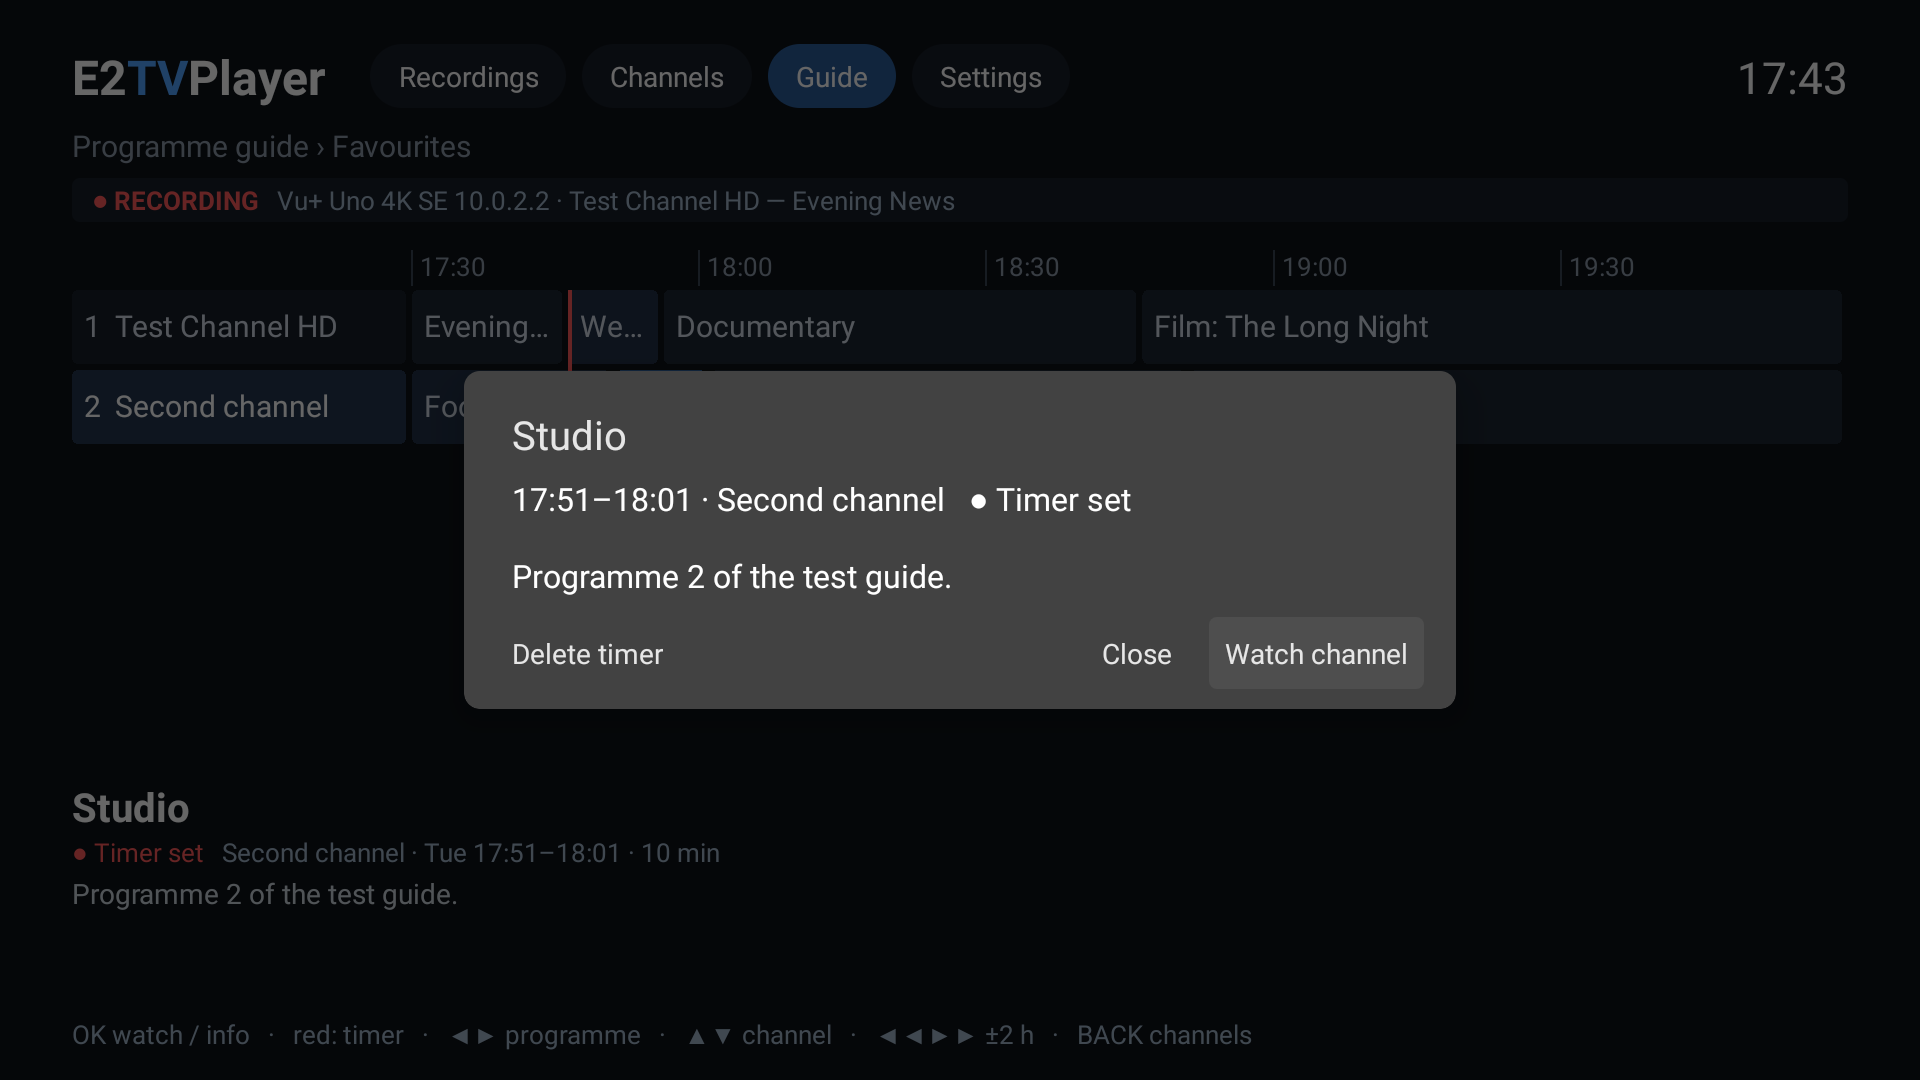 E2TVPlayer Recordings Channels Guide Settings 17:43
Programme guide › Favourites
● RECORDING Vu+ Uno 4K SE 10.0.2.2 · Test Channel HD — Evening News
17:30 18:00 18:30 19:00 19:30
1 Test Channel HD Evening... We... Documentary Film: The Long Night
2 Second channel
Studio
17:51–18:01 · Second channel ● Timer set
Programme 2 of the test guide.
Delete timer Close Watch channel
Studio
● Timer set Second channel · Tue 17:51–18:01 · 10 min
Programme 2 of the test guide.
OK watch / info · red: timer · ◄ ► programme · ▲ ▼ channel · ◄◄ ►► ±2 h · BACK channels